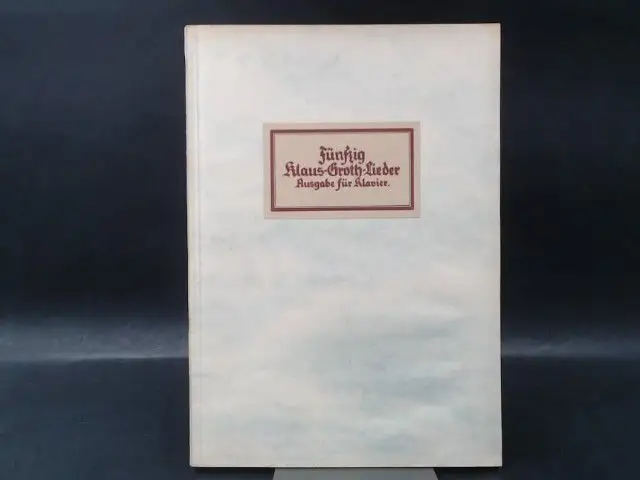 Fünfzig
Klaus-Groth-Lieder
Ausgabe für Klavier.